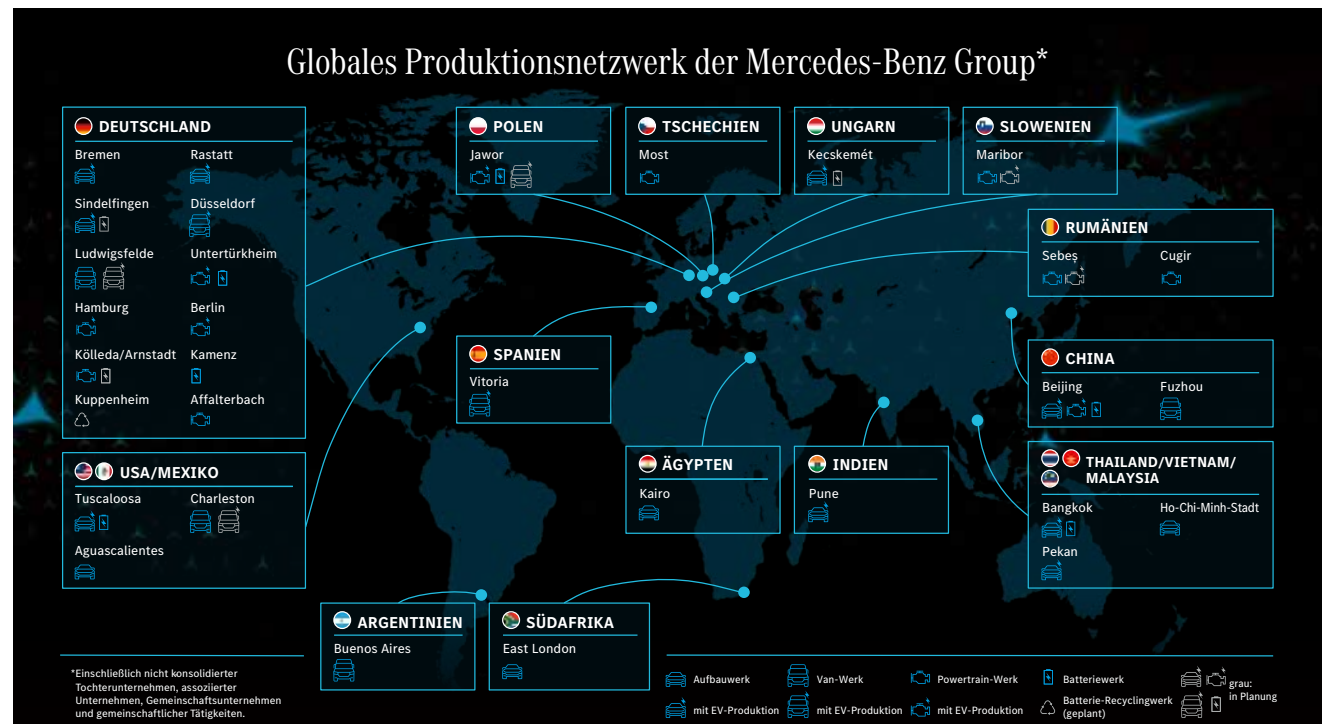 Globales Produktionsnetzwerk der Mercedes-Benz Group*
DEUTSCHLAND
Bremen Rastatt
Sindelfingen Düsseldorf
Ludwigsfelde Untertürkheim
Hamburg Berlin
Kölleda/Arnstadt Kamenz
Kuppenheim Affalterbach
USA/MEXIKO
Tuscaloosa Charleston
Aguascalientes
POLEN
Jawor
TSCHECHIEN
Most
UNGARN
Kecskemét
SLOWENIEN
Maribor
RUMÄNIEN
Sebeș Cugir
SPANIEN
Vitoria
CHINA
Beijing Fuzhou
ÄGYPTEN
Kairo
INDIEN
Pune
THAILAND/VIETNAM/
MALAYSIA
Bangkok Ho-Chi-Minh-Stadt
Pekan
ARGENTINIEN
Buenos Aires
SÜDAFRIKA
East London
*Einschließlich nicht konsolidierter
Tochterunternehmen, assoziierter
Unternehmen, Gemeinschaftsunternehmen
und gemeinschaftlicher Tätigkeiten.
Aufbauwerk
mit EV-Produktion
Van-Werk
mit EV-Produktion
Powertrain-Werk
mit EV-Produktion
Batteriewerk
Batterie-Recyclingwerk
(geplant)
grau:
in Planung